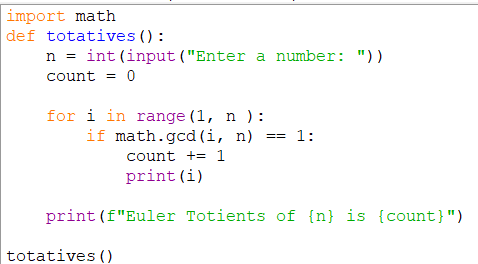 import math
def totatives():
    n = int(input("Enter a number: "))
    count = 0
    for i in range(1, n ):
        if math.gcd(i, n) == 1:
            count += 1
            print(i)
    print(f"Euler Totients of {n} is {count}")
totatives()